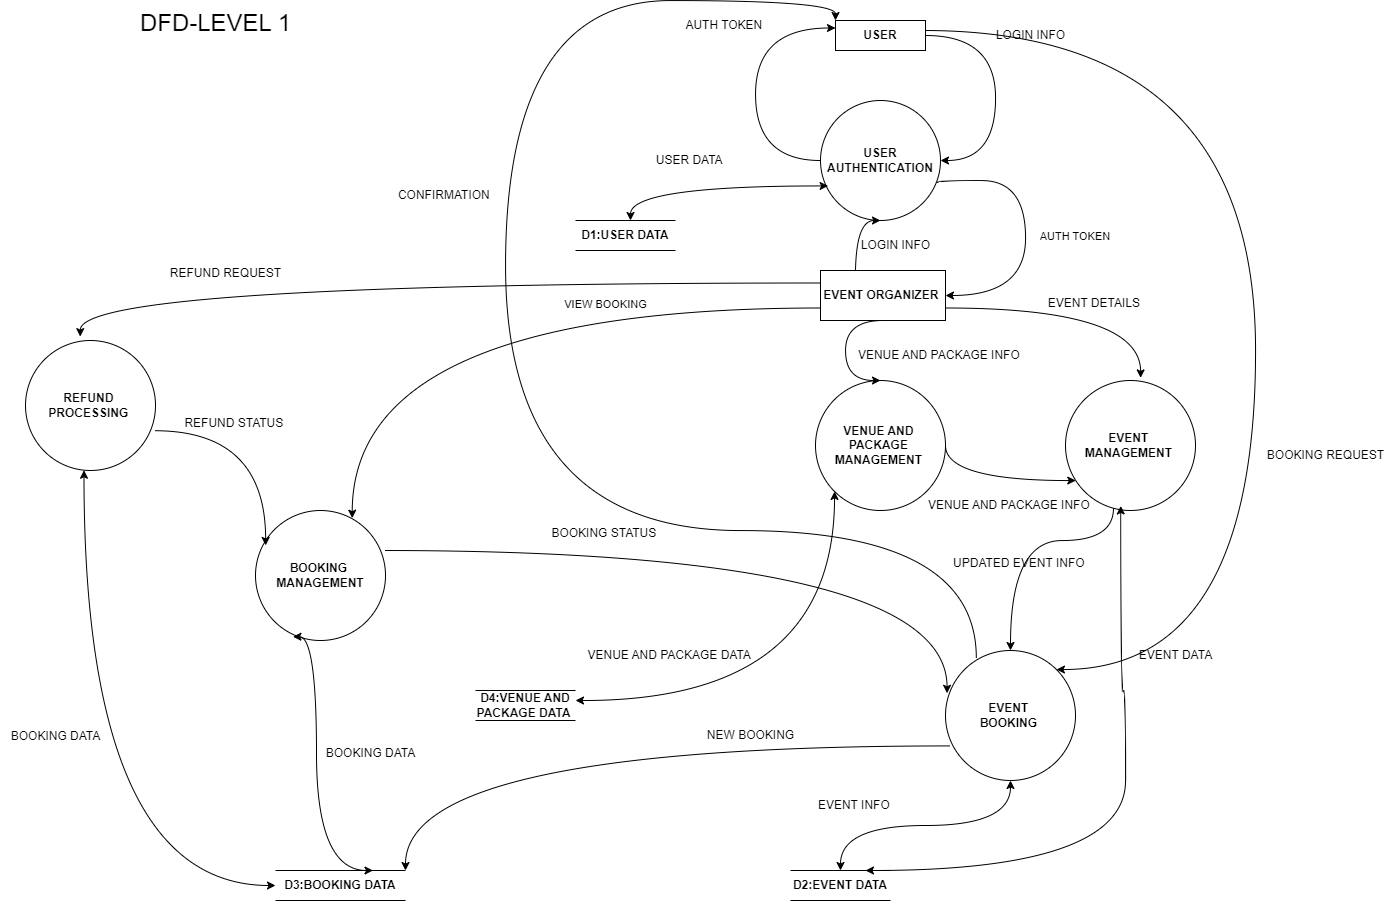 DFD-LEVEL 1
AUTH TOKEN
USER
LOGIN INFO
USER
AUTHENTICATION
USER DATA
CONFIRMATION
D1:USER DATA
LOGIN INFO
AUTH TOKEN
REFUND REQUEST
EVENT ORGANIZER
VIEW BOOKING
EVENT DETAILS
VENUE AND PACKAGE INFO
REFUND
PROCESSING
REFUND STATUS
VENUE AND
PACKAGE
MANAGEMENT
EVENT
MANAGEMENT
BOOKING REQUEST
VENUE AND PACKAGE INFO
BOOKING STATUS
UPDATED EVENT INFO
BOOKING
MANAGEMENT
VENUE AND PACKAGE DATA
EVENT DATA
D4:VENUE AND
PACKAGE DATA
EVENT
BOOKING
BOOKING DATA
NEW BOOKING
BOOKING DATA
EVENT INFO
D3:BOOKING DATA
D2:EVENT DATA